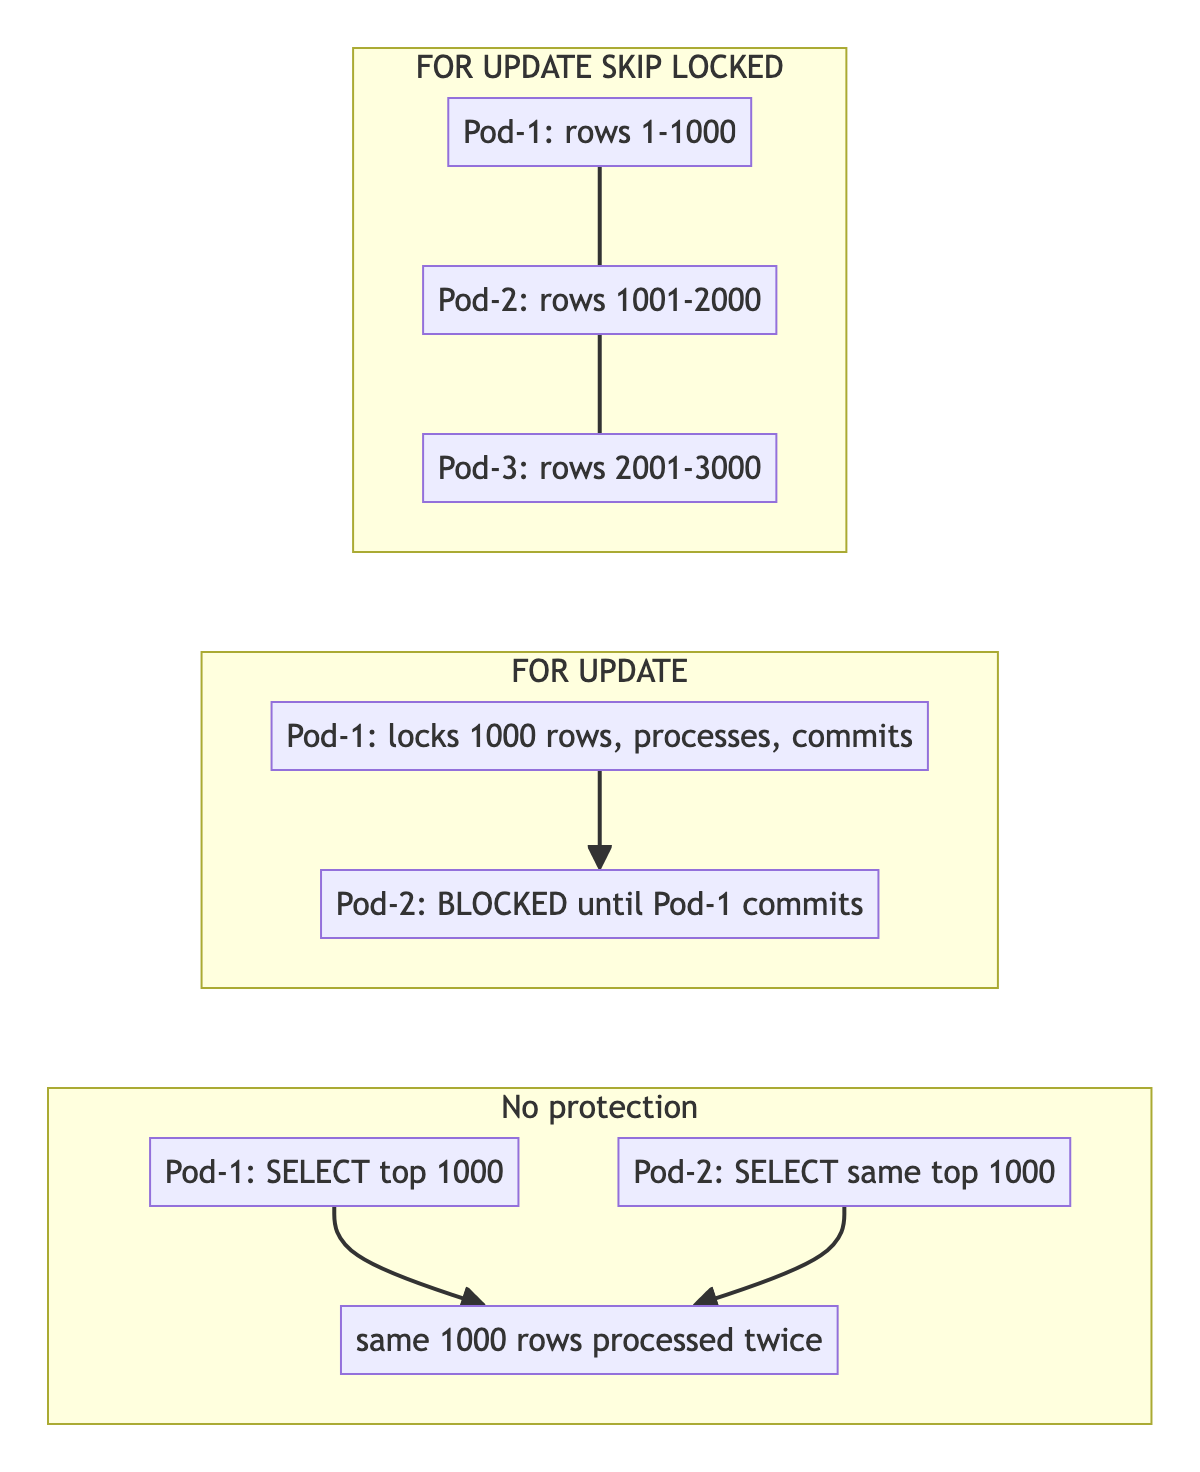 FOR UPDATE SKIP LOCKED
Pod-1: rows 1-1000
Pod-2: rows 1001-2000
Pod-3: rows 2001-3000
FOR UPDATE
Pod-1: locks 1000 rows, processes, commits
Pod-2: BLOCKED until Pod-1 commits
No protection
Pod-1: SELECT top 1000
Pod-2: SELECT same top 1000
same 1000 rows processed twice